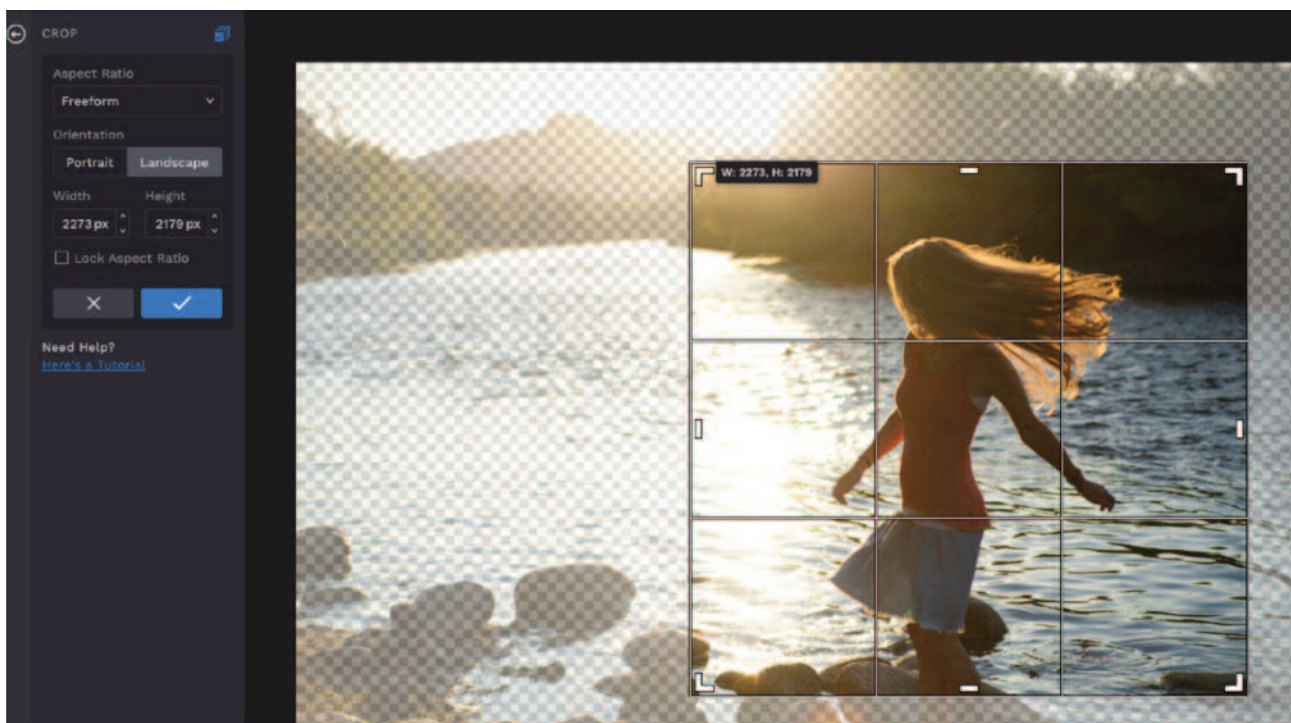 CROP
Aspect Ratio
Freeform
Orientation
Portrait Landscape
Width Height
2273 px 2179 px
Lock Aspect Ratio
Need Help?
Here's a Tutorial
W: 2273, H: 2179